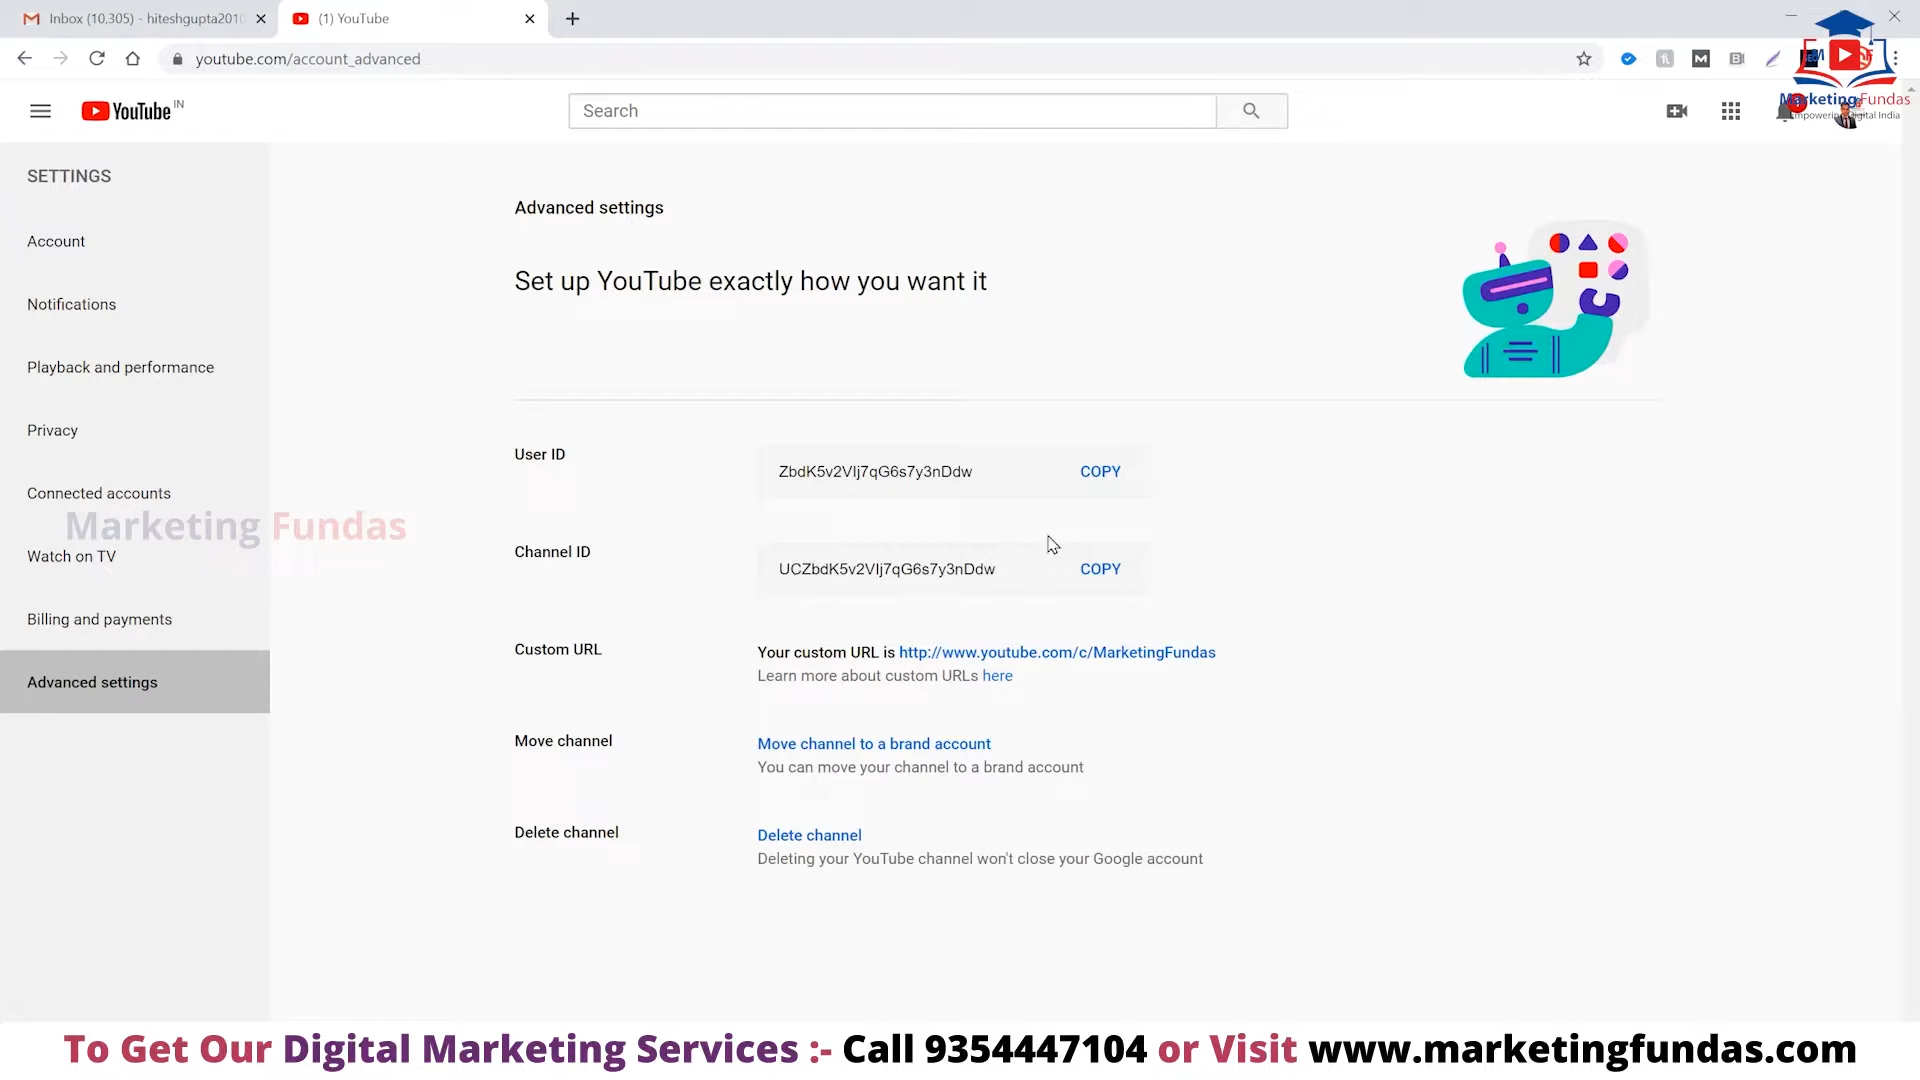 Inbox (10,305) - hiteshgupta2010
(1) YouTube
youtube.com/account_advanced
YouTube IN
Search
Marketing Fundas
Empowering Digital India
SETTINGS
Account
Notifications
Playback and performance
Privacy
Connected accounts
Marketing Fundas
Watch on TV
Billing and payments
Advanced settings
Advanced settings
Set up YouTube exactly how you want it
User ID
ZbdK5v2VIj7qG6s7y3nDdw COPY
Channel ID
UCZbdK5v2VIj7qG6s7y3nDdw COPY
Custom URL
Your custom URL is http://www.youtube.com/c/MarketingFundas
Learn more about custom URLs here
Move channel
Move channel to a brand account
You can move your channel to a brand account
Delete channel
Delete channel
Deleting your YouTube channel won't close your Google account
To Get Our Digital Marketing Services :- Call 9354447104 or Visit www.marketingfundas.com